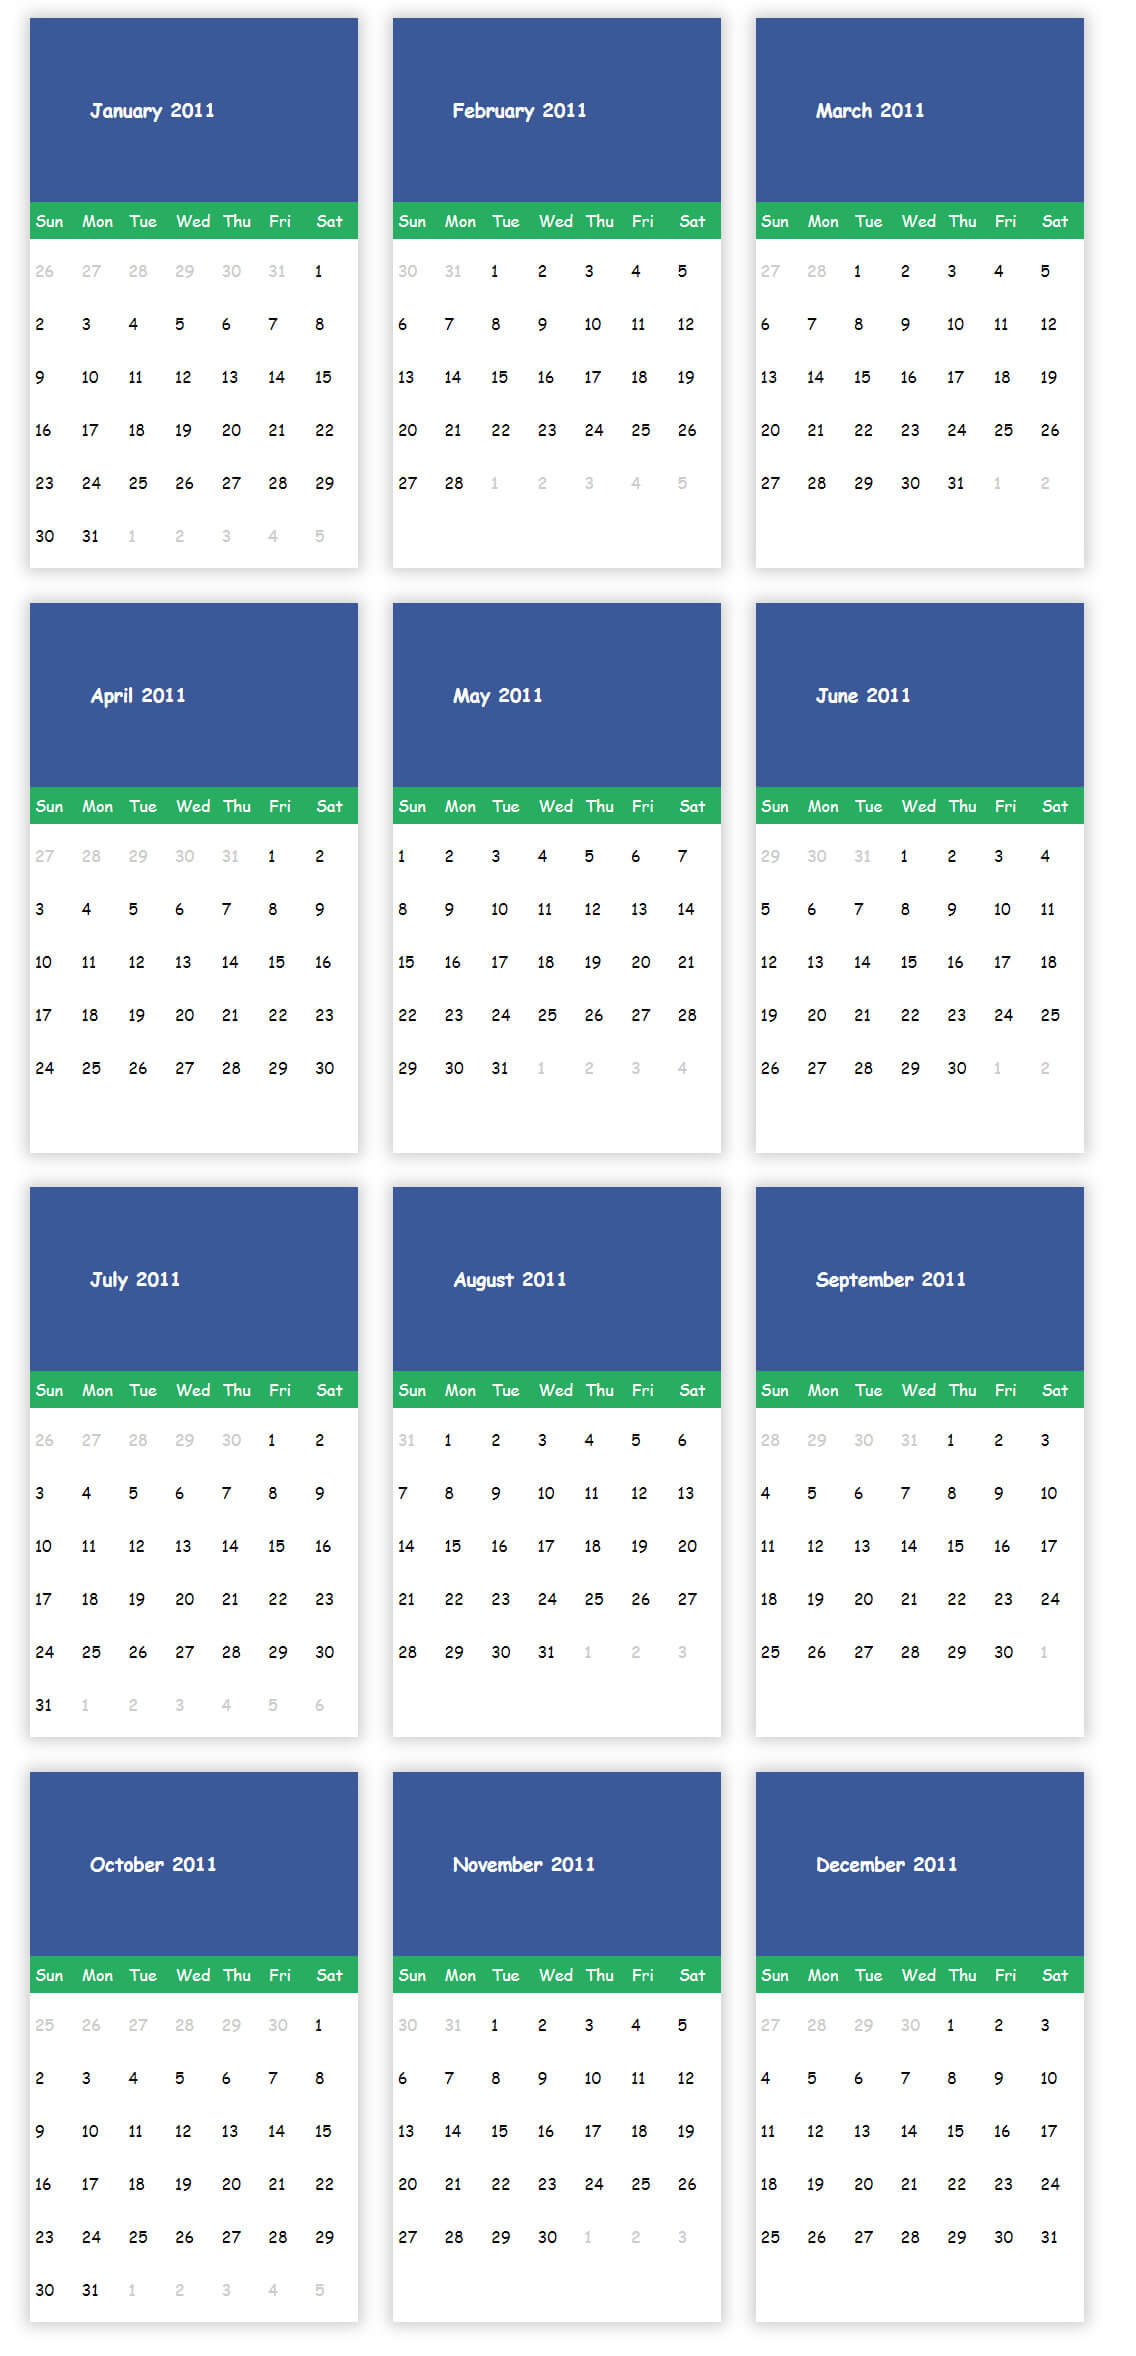 January 2011
Sun Mon Tue Wed Thu Fri Sat
26 27 28 29 30 31 1
2 3 4 5 6 7 8
9 10 11 12 13 14 15
16 17 18 19 20 21 22
23 24 25 26 27 28 29
30 31 1 2 3 4 5
February 2011
Sun Mon Tue Wed Thu Fri Sat
30 31 1 2 3 4 5
6 7 8 9 10 11 12
13 14 15 16 17 18 19
20 21 22 23 24 25 26
27 28 1 2 3 4 5
March 2011
Sun Mon Tue Wed Thu Fri Sat
27 28 1 2 3 4 5
6 7 8 9 10 11 12
13 14 15 16 17 18 19
20 21 22 23 24 25 26
27 28 29 30 31 1 2
April 2011
Sun Mon Tue Wed Thu Fri Sat
27 28 29 30 31 1 2
3 4 5 6 7 8 9
10 11 12 13 14 15 16
17 18 19 20 21 22 23
24 25 26 27 28 29 30
May 2011
Sun Mon Tue Wed Thu Fri Sat
1 2 3 4 5 6 7
8 9 10 11 12 13 14
15 16 17 18 19 20 21
22 23 24 25 26 27 28
29 30 31 1 2 3 4
June 2011
Sun Mon Tue Wed Thu Fri Sat
29 30 31 1 2 3 4
5 6 7 8 9 10 11
12 13 14 15 16 17 18
19 20 21 22 23 24 25
26 27 28 29 30 1 2
July 2011
Sun Mon Tue Wed Thu Fri Sat
26 27 28 29 30 1 2
3 4 5 6 7 8 9
10 11 12 13 14 15 16
17 18 19 20 21 22 23
24 25 26 27 28 29 30
31 1 2 3 4 5 6
August 2011
Sun Mon Tue Wed Thu Fri Sat
31 1 2 3 4 5 6
7 8 9 10 11 12 13
14 15 16 17 18 19 20
21 22 23 24 25 26 27
28 29 30 31 1 2 3
September 2011
Sun Mon Tue Wed Thu Fri Sat
28 29 30 31 1 2 3
4 5 6 7 8 9 10
11 12 13 14 15 16 17
18 19 20 21 22 23 24
25 26 27 28 29 30 1
October 2011
Sun Mon Tue Wed Thu Fri Sat
25 26 27 28 29 30 1
2 3 4 5 6 7 8
9 10 11 12 13 14 15
16 17 18 19 20 21 22
23 24 25 26 27 28 29
30 31 1 2 3 4 5
November 2011
Sun Mon Tue Wed Thu Fri Sat
30 31 1 2 3 4 5
6 7 8 9 10 11 12
13 14 15 16 17 18 19
20 21 22 23 24 25 26
27 28 29 30 1 2 3
December 2011
Sun Mon Tue Wed Thu Fri Sat
27 28 29 30 1 2 3
4 5 6 7 8 9 10
11 12 13 14 15 16 17
18 19 20 21 22 23 24
25 26 27 28 29 30 31